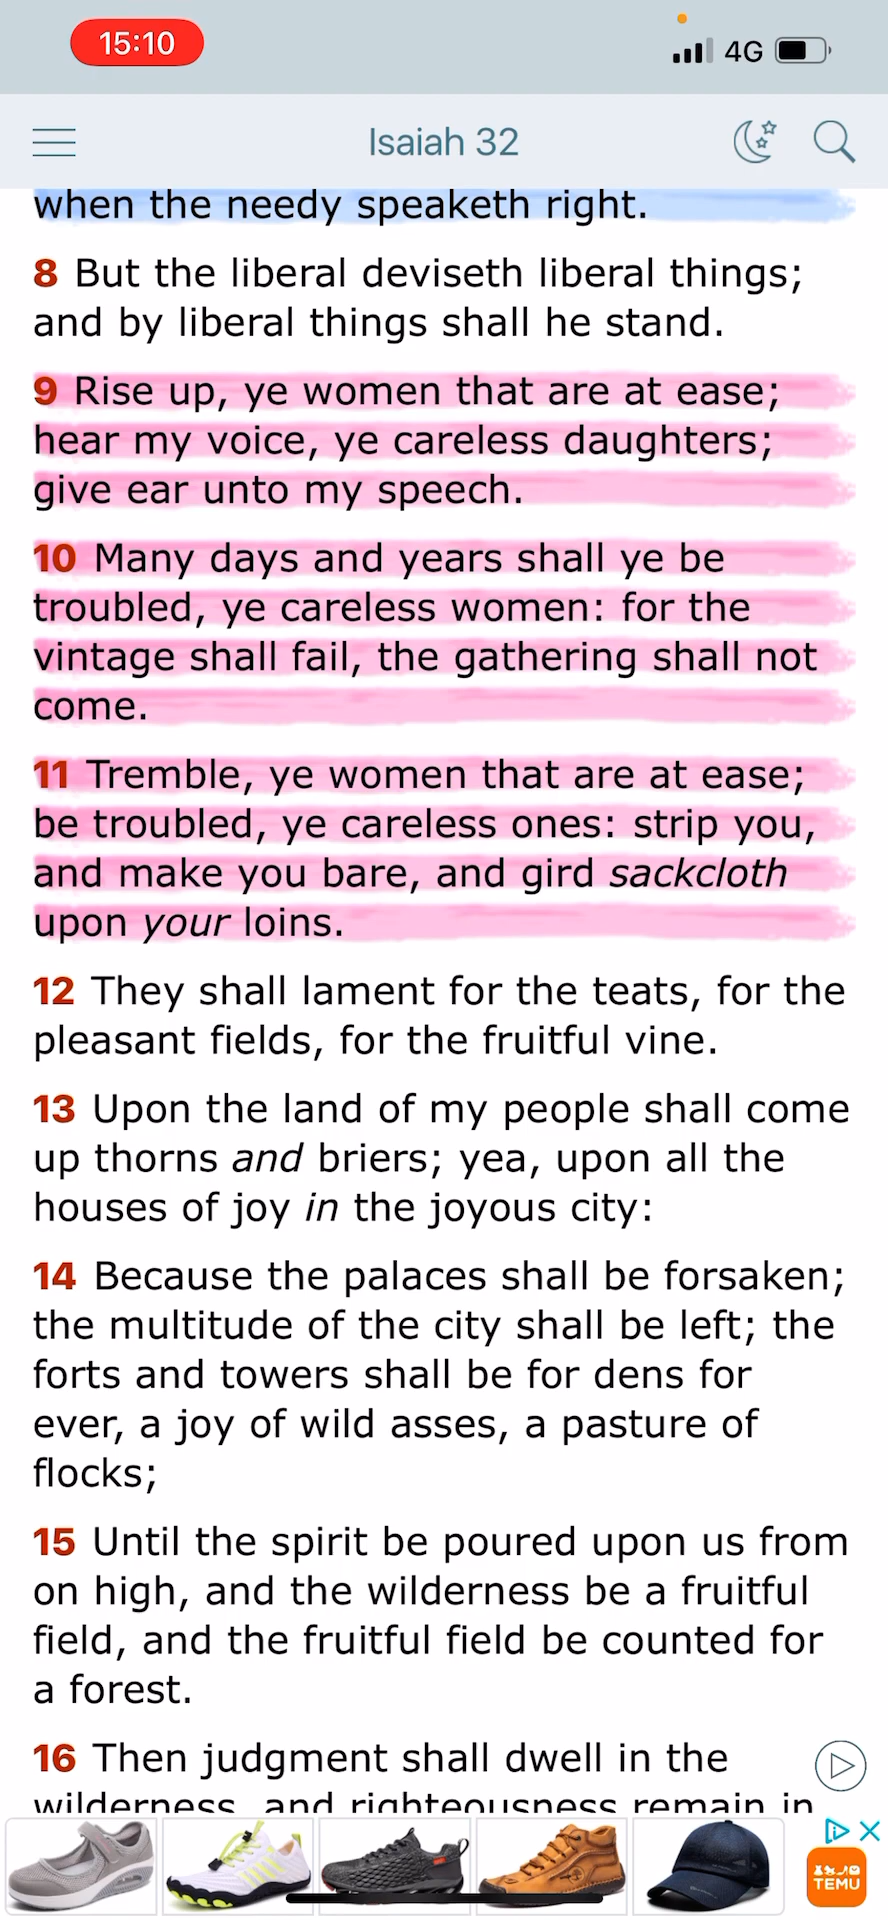 15:10
4G
Isaiah 32
when the needy speaketh right.
8 But the liberal deviseth liberal things;
and by liberal things shall he stand.
9 Rise up, ye women that are at ease;
hear my voice, ye careless daughters;
give ear unto my speech.
10 Many days and years shall ye be
troubled, ye careless women: for the
vintage shall fail, the gathering shall not
come.
11 Tremble, ye women that are at ease;
be troubled, ye careless ones: strip you,
and make you bare, and gird sackcloth
upon your loins.
12 They shall lament for the teats, for the
pleasant fields, for the fruitful vine.
13 Upon the land of my people shall come
up thorns and briers; yea, upon all the
houses of joy in the joyous city:
14 Because the palaces shall be forsaken;
the multitude of the city shall be left; the
forts and towers shall be for dens for
ever, a joy of wild asses, a pasture of
flocks;
15 Until the spirit be poured upon us from
on high, and the wilderness be a fruitful
field, and the fruitful field be counted for
a forest.
16 Then judgment shall dwell in the
wilderness, and righteousness remain in
TEMU